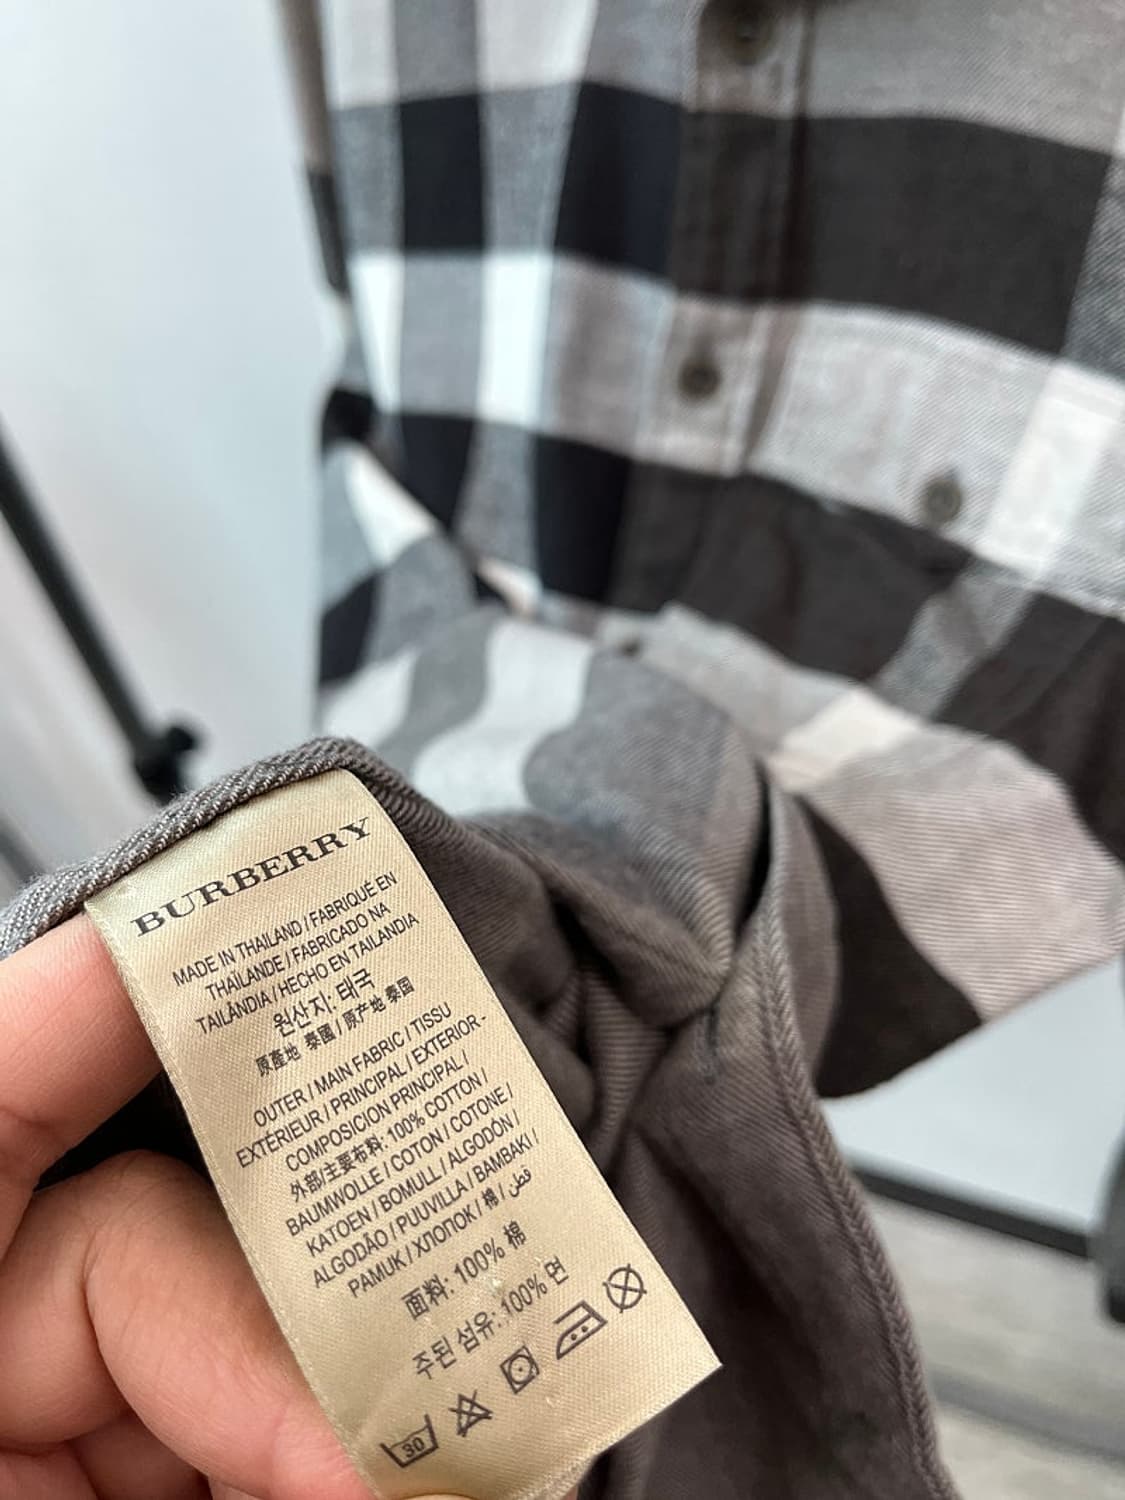 BURBERRY
MADE IN THAILAND / FABRIQUÉ EN
THAÏLANDE / FABRICADO NA
TAILÂNDIA / HECHO EN TAILANDIA
원산지: 태국
原產地 泰國 / 原产地 泰国
OUTER / MAIN FABRIC / TISSU
EXTÉRIEUR / PRINCIPAL / EXTERIOR -
COMPOSICION PRINCIPAL /
外部/主要布料: 100% COTTON /
BAUMWOLLE / COTON / COTONE /
KATOEN / BOMULL / ALGODÓN /
ALGODÃO / PUUVILLA / BAMBAKI /
PAMUK / ХЛОПОК / 棉 / قطن
面料: 100% 棉
주된 섬유: 100% 면
30